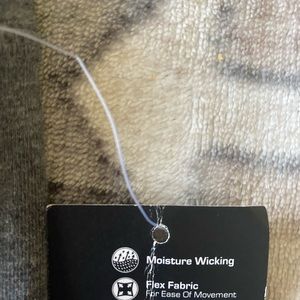 Moisture Wicking
Flex Fabric
For Ease Of Movement